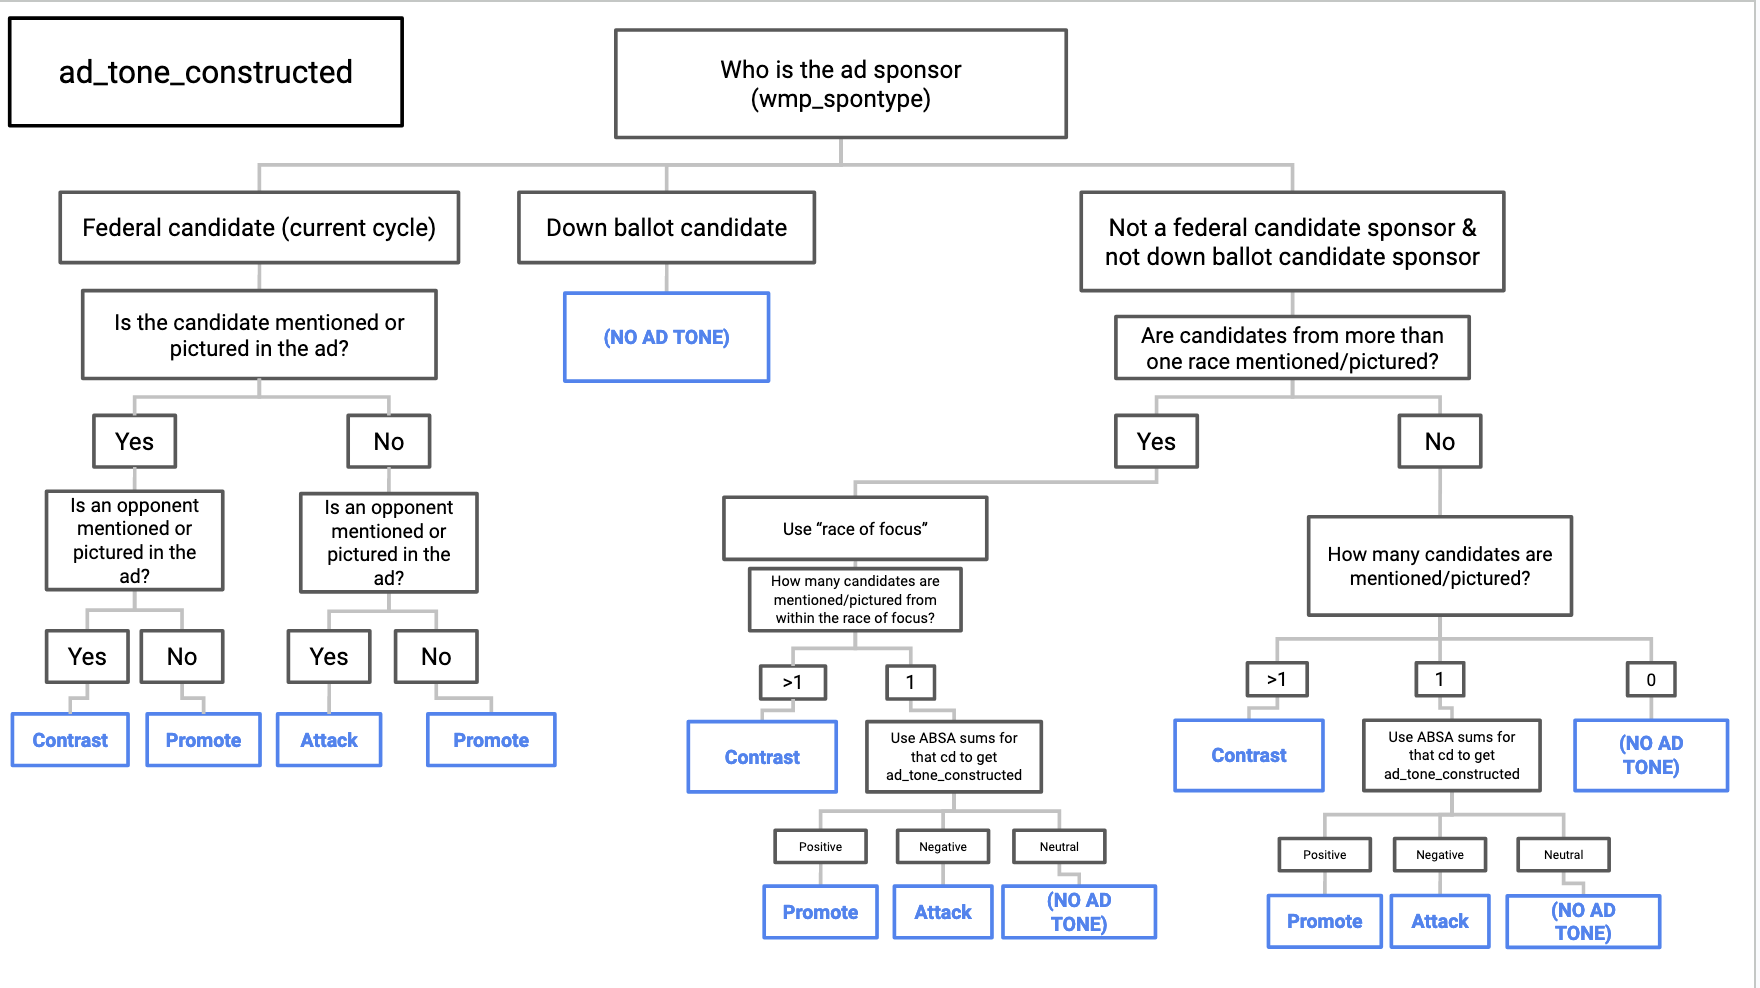 ad_tone_constructed
Who is the ad sponsor
(wmp_spontype)
Federal candidate (current cycle)
Down ballot candidate
Not a federal candidate sponsor &
not down ballot candidate sponsor
Is the candidate mentioned or
pictured in the ad?
(NO AD TONE)
Are candidates from more than
one race mentioned/pictured?
Yes
No
Yes
No
Is an opponent
mentioned or
pictured in the
ad?
Is an opponent
mentioned or
pictured in the
ad?
Use “race of focus”
How many candidates are
mentioned/pictured from
within the race of focus?
How many candidates are
mentioned/pictured?
Yes
No
Yes
No
>1
1
>1
1
0
Contrast
Promote
Attack
Promote
Contrast
Use ABSA sums for
that cd to get
ad_tone_constructed
Contrast
Use ABSA sums for
that cd to get
ad_tone_constructed
(NO AD
TONE)
Positive
Negative
Neutral
Positive
Negative
Neutral
Promote
Attack
(NO AD
TONE)
Promote
Attack
(NO AD
TONE)